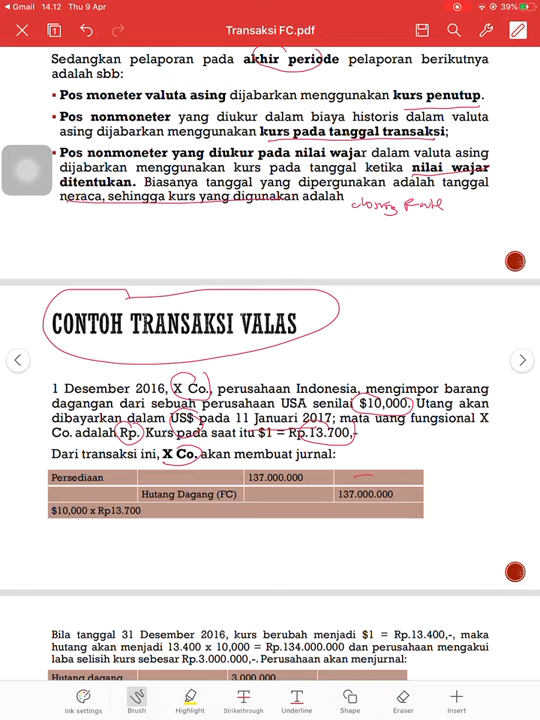 Gmail 14.12 Thu 9 Apr 39%
1
Transaksi FC.pdf
Sedangkan pelaporan pada akhir periode pelaporan berikutnya
adalah sbb:
▪ Pos moneter valuta asing dijabarkan menggunakan kurs penutup.
▪ Pos nonmoneter yang diukur dalam biaya historis dalam valuta
asing dijabarkan menggunakan kurs pada tanggal transaksi;
▪ Pos nonmoneter yang diukur pada nilai wajar dalam valuta asing
dijabarkan menggunakan kurs pada tanggal ketika nilai wajar
ditentukan. Biasanya tanggal yang dipergunakan adalah tanggal
neraca, sehingga kurs yang digunakan adalah
closing Rate
CONTOH TRANSAKSI VALAS
1 Desember 2016, X Co., perusahaan Indonesia, mengimpor barang
dagangan dari sebuah perusahaan USA senilai $10,000. Utang akan
dibayarkan dalam US$ pada 11 Januari 2017; mata uang fungsional X
Co. adalah Rp. Kurs pada saat itu $1 = Rp.13.700,-
Dari transaksi ini, X Co. akan membuat jurnal:
Persediaan 137.000.000
Hutang Dagang (FC) 137.000.000
$10,000 x Rp13.700
Bila tanggal 31 Desember 2016, kurs berubah menjadi $1 = Rp.13.400,-, maka
hutang akan menjadi 13.400 x 10,000 = Rp.134.000.000 dan perusahaan mengakui
laba selisih kurs sebesar Rp.3.000.000,-. Perusahaan akan menjurnal:
Hutang dagang 3.000.000
Ink settings Brush Highlight Strikethrough Underline Shape Eraser Insert